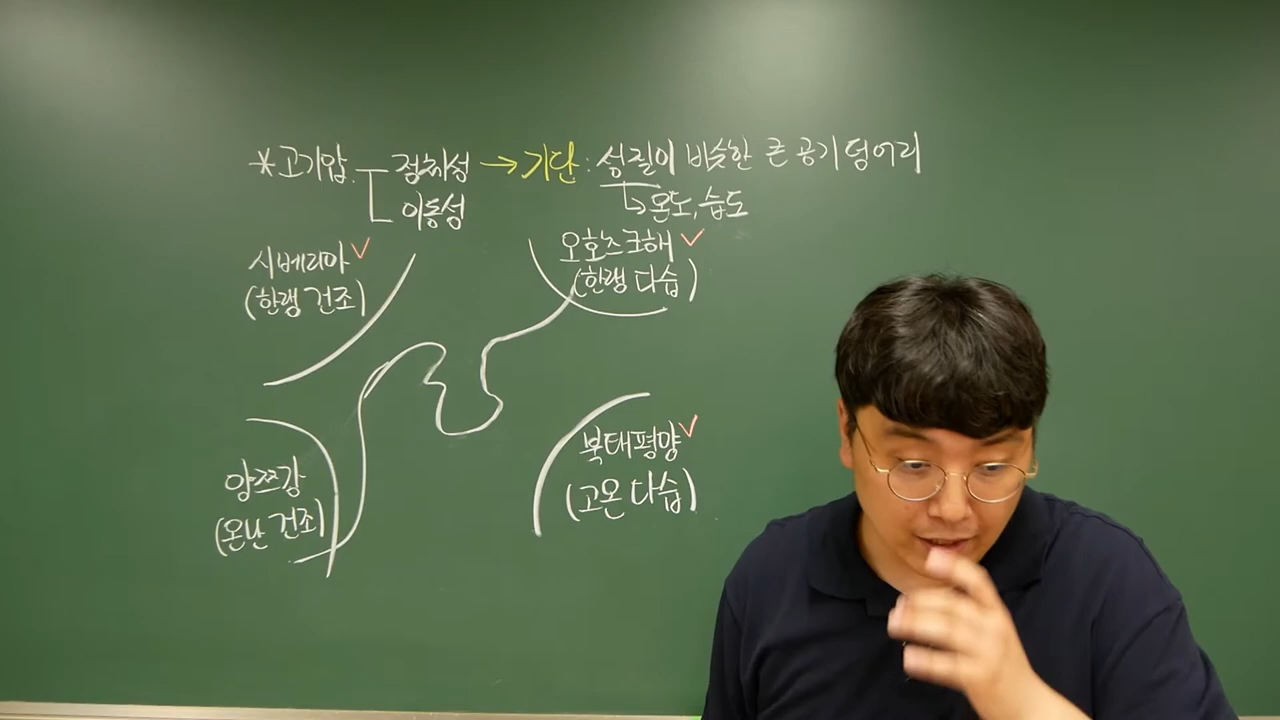 *고기압 정체성 → 기단 : 성질이 비슷한 큰 공기 덩어리
이동성
↳ 온도, 습도
시베리아 ✓
(한랭 건조)
오호츠크해 ✓
(한랭 다습)
양쯔강
(온난 건조)
북태평양 ✓
(고온 다습)